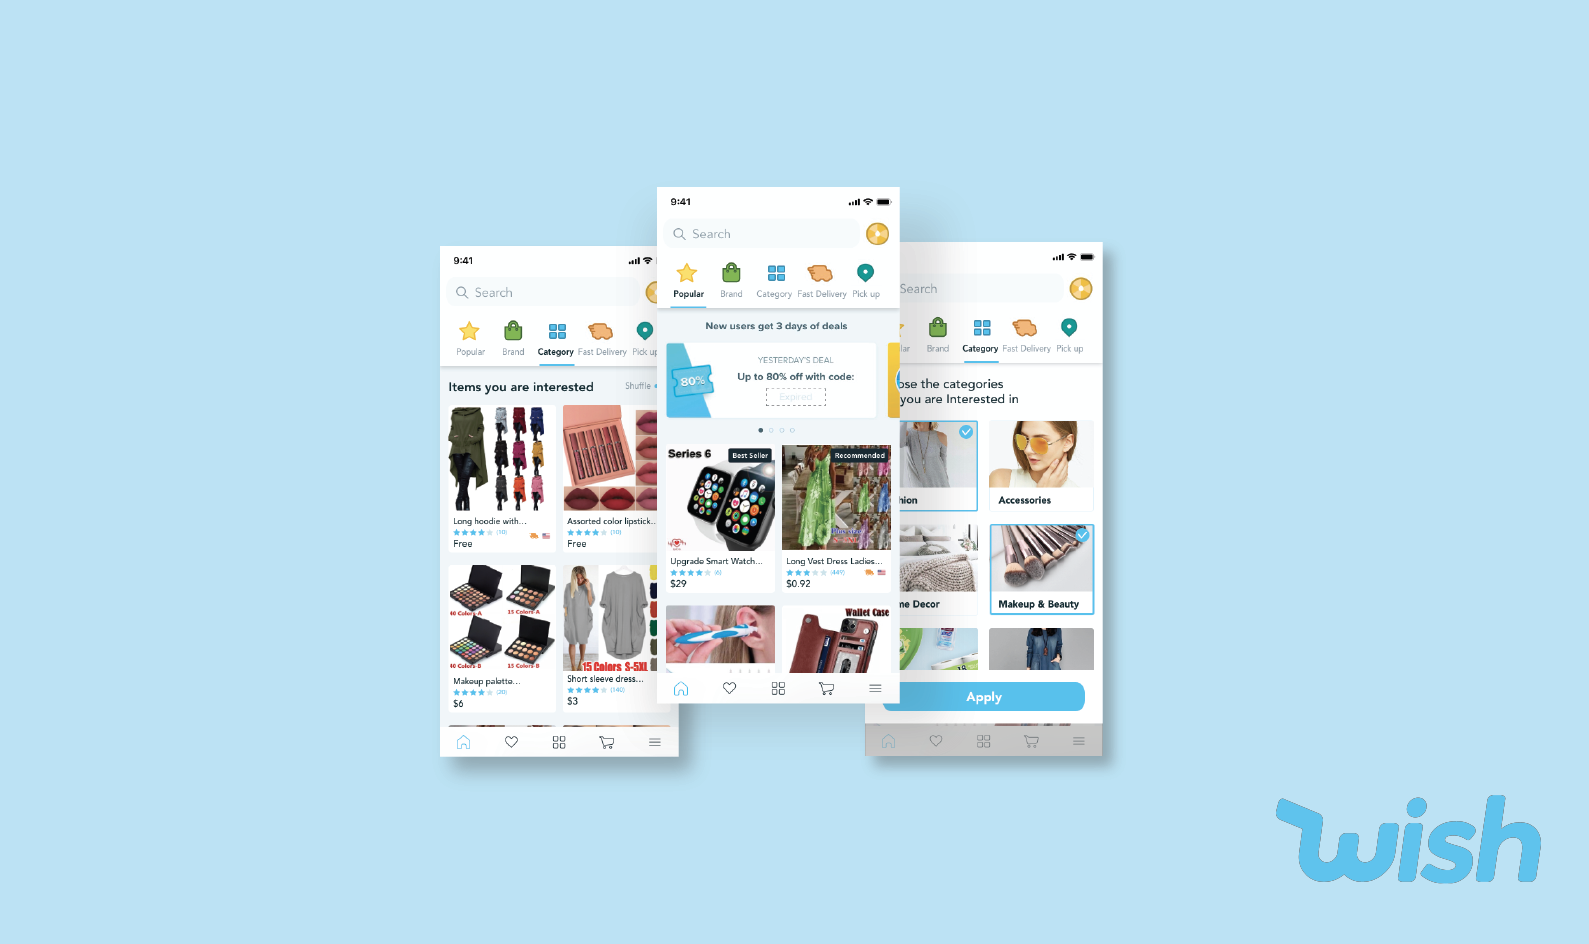 9:41
Search
Popular Brand Category Fast Delivery Pick up
Items you are interested Shuffle
Long hoodie with...
(10)
Free
Assorted color lipstick...
(10)
Free
40 Colors-A 15 Colors-A
40 Colors-B 15 Colors-B
Makeup palette...
(20)
$6
15 Colors S-5XL
Short sleeve dress...
(140)
$3
9:41
Search
Popular Brand Category Fast Delivery Pick up
New users get 3 days of deals
80%
YESTERDAY'S DEAL
Up to 80% off with code:
Expired
Series 6 Best Seller
Upgrade Smart Watch...
(6)
$29
Recommended
S-5XL
Long Vest Dress Ladies...
(449)
$0.92
Wallet Case
Search
lar Brand Category Fast Delivery Pick up
ose the categories
you are Interested in
hion
Accessories
me Decor
Makeup & Beauty
Apply
wish